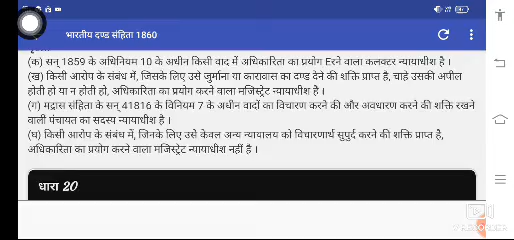 भारतीय दण्ड संहिता 1860
(क) सन् 1859 के अधिनियम 10 के अधीन किसी वाद में अधिकारिता का प्रयोग Eरने वाला कलक्टर न्यायाधीश है ।
(ख) किसी आरोप के संबंध में, जिसके लिए उसे जुर्माना या कारावास का दण्ड देने की शक्ति प्राप्त है, चाहे उसकी अपील
होती हो या न होती हो, अधिकारिता का प्रयोग करने वाला मजिस्ट्रेट न्यायाधीश है ।
(ग) मद्रास संहिता के सन् 41816 के विनियम 7 के अधीन वादों का विचारण करने की और अवधारण करने की शक्ति रखने
वाली पंचायत का सदस्य न्यायाधीश है ।
(घ) किसी आरोप के संबंध में, जिनके लिए उसे केवल अन्य न्यायालय को विचारणार्थ सुपुर्द करने की शक्ति प्राप्त है,
अधिकारिता का प्रयोग करने वाला मजिस्ट्रेट न्यायाधीश नहीं है ।
धारा 20